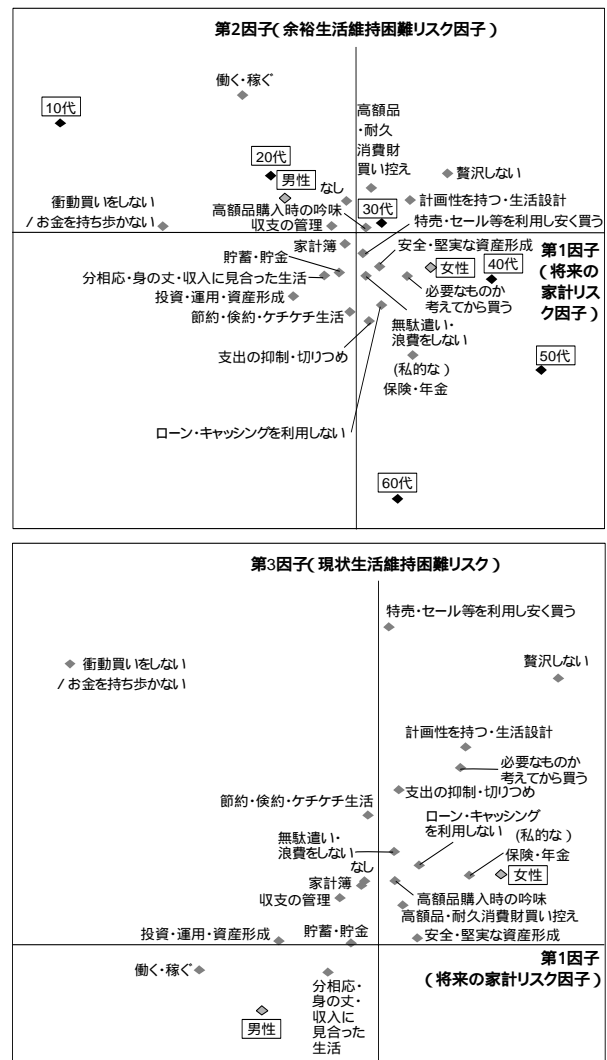 第2因子(余裕生活維持困難リスク因子)
働く・稼ぐ
10代
高額品
・耐久
消費財
買い控え
20代
男性
なし
贅沢しない
衝動買いをしない
/お金を持ち歩かない
高額品購入時の吟味
収支の管理
30代
計画性を持つ・生活設計
特売・セール等を利用し安く買う
家計簿
貯蓄・貯金
分相応・身の丈・収入に見合った生活
投資・運用・資産形成
節約・倹約・ケチケチ生活
支出の抑制・切りつめ
安全・堅実な資産形成
女性
40代
第1因子
(将来の
家計リス
ク因子)
必要なものか
考えてから買う
無駄遣い・
浪費をしない
(私的な)
保険・年金
50代
ローン・キャッシングを利用しない
60代
第3因子(現状生活維持困難リスク)
特売・セール等を利用し安く買う
衝動買いをしない
/お金を持ち歩かない
贅沢しない
計画性を持つ・生活設計
必要なものか
考えてから買う
支出の抑制・切りつめ
節約・倹約・ケチケチ生活
ローン・キャッシング
を利用しない
無駄遣い・
浪費をしない
(私的な)
保険・年金
なし
家計簿
女性
収支の管理
高額品購入時の吟味
高額品・耐久消費財買い控え
投資・運用・資産形成
貯蓄・貯金
安全・堅実な資産形成
第1因子
(将来の家計リスク因子)
働く・稼ぐ
分相応・
身の丈・
収入に
見合った
生活
男性